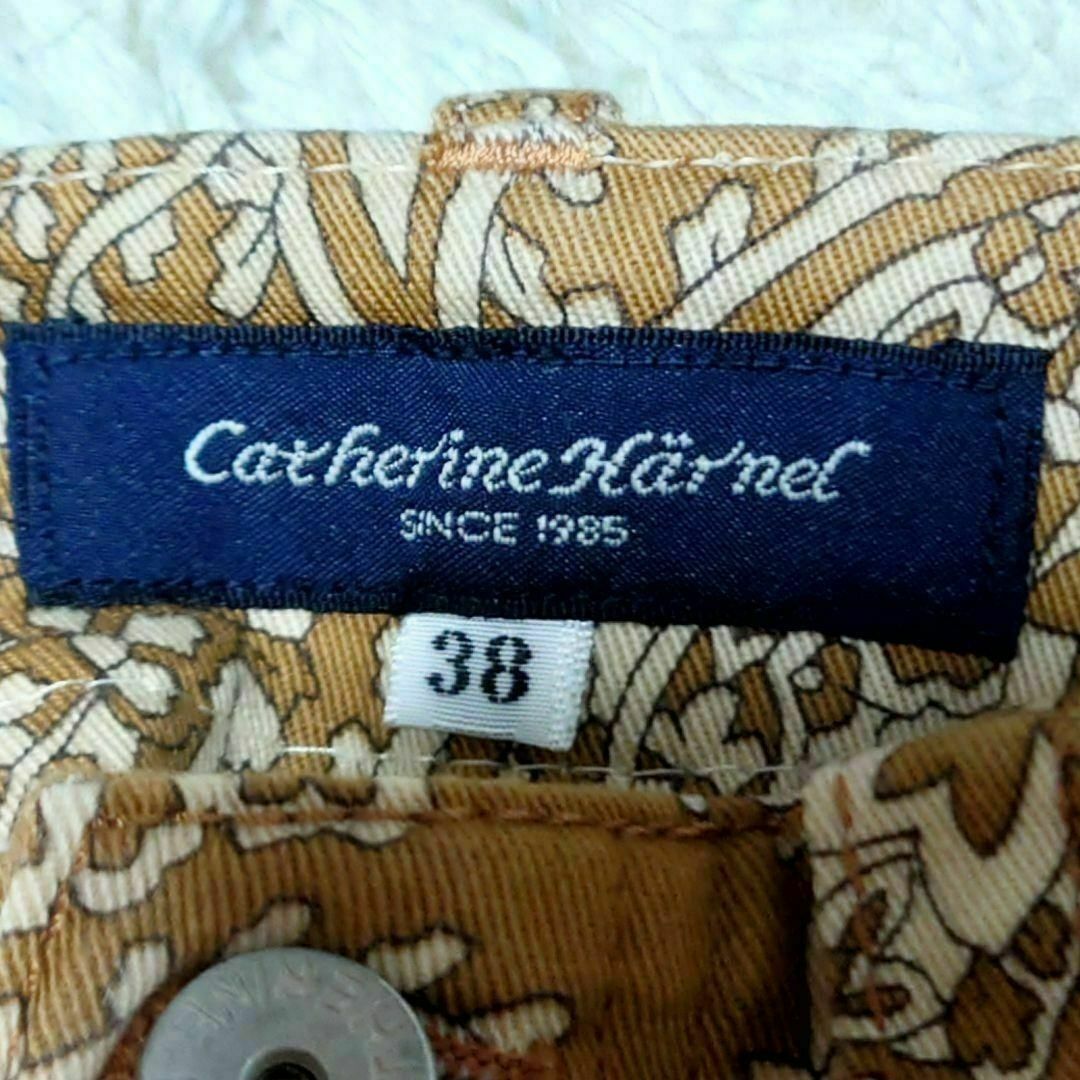 Catherine Härnel
SINCE 1985
38